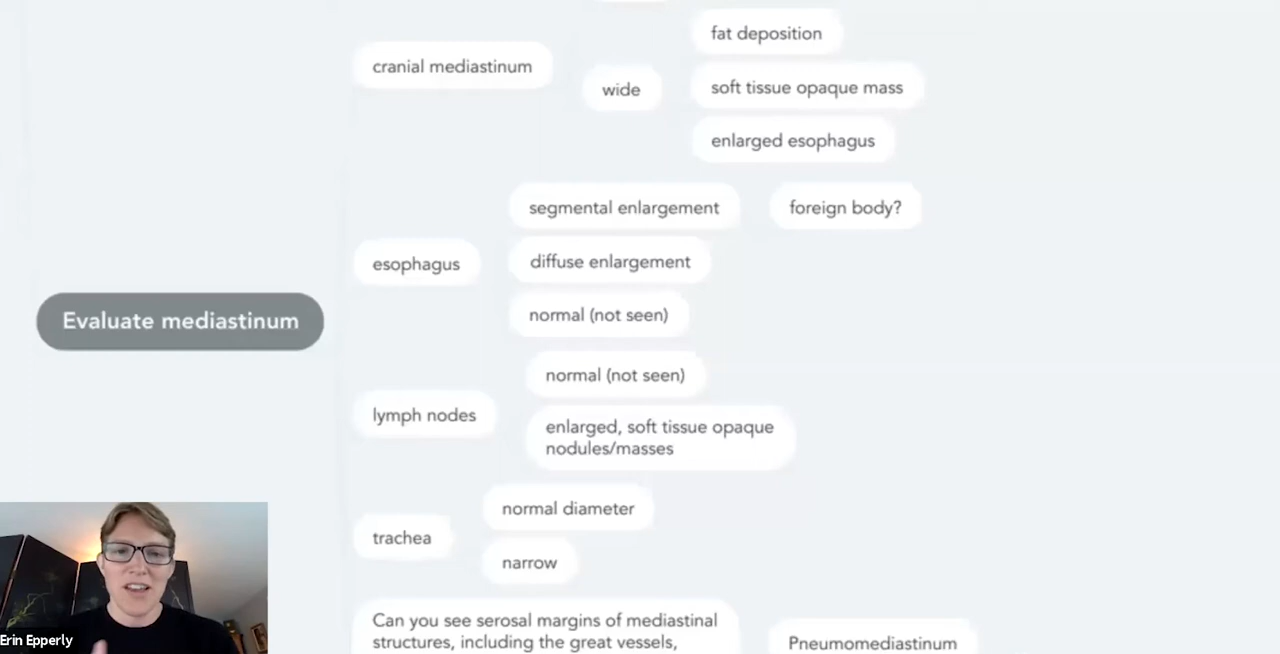 fat deposition
cranial mediastinum
wide
soft tissue opaque mass
enlarged esophagus
segmental enlargement
foreign body?
esophagus
diffuse enlargement
normal (not seen)
Evaluate mediastinum
normal (not seen)
lymph nodes
enlarged, soft tissue opaque
nodules/masses
normal diameter
trachea
narrow
Can you see serosal margins of mediastinal
structures, including the great vessels,
Pneumomediastinum
Erin Epperly